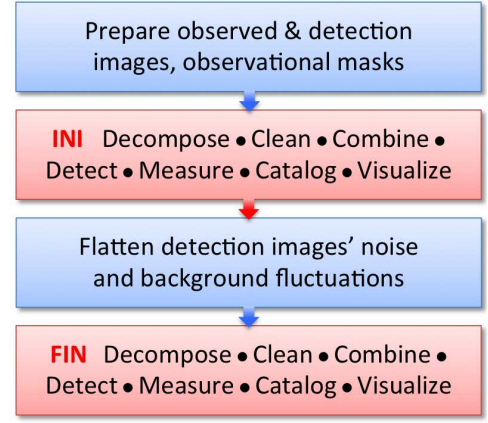 Prepare observed & detection
images, observational masks
INI Decompose • Clean • Combine •
Detect • Measure • Catalog • Visualize
Flatten detection images’ noise
and background fluctuations
FIN Decompose • Clean • Combine •
Detect • Measure • Catalog • Visualize